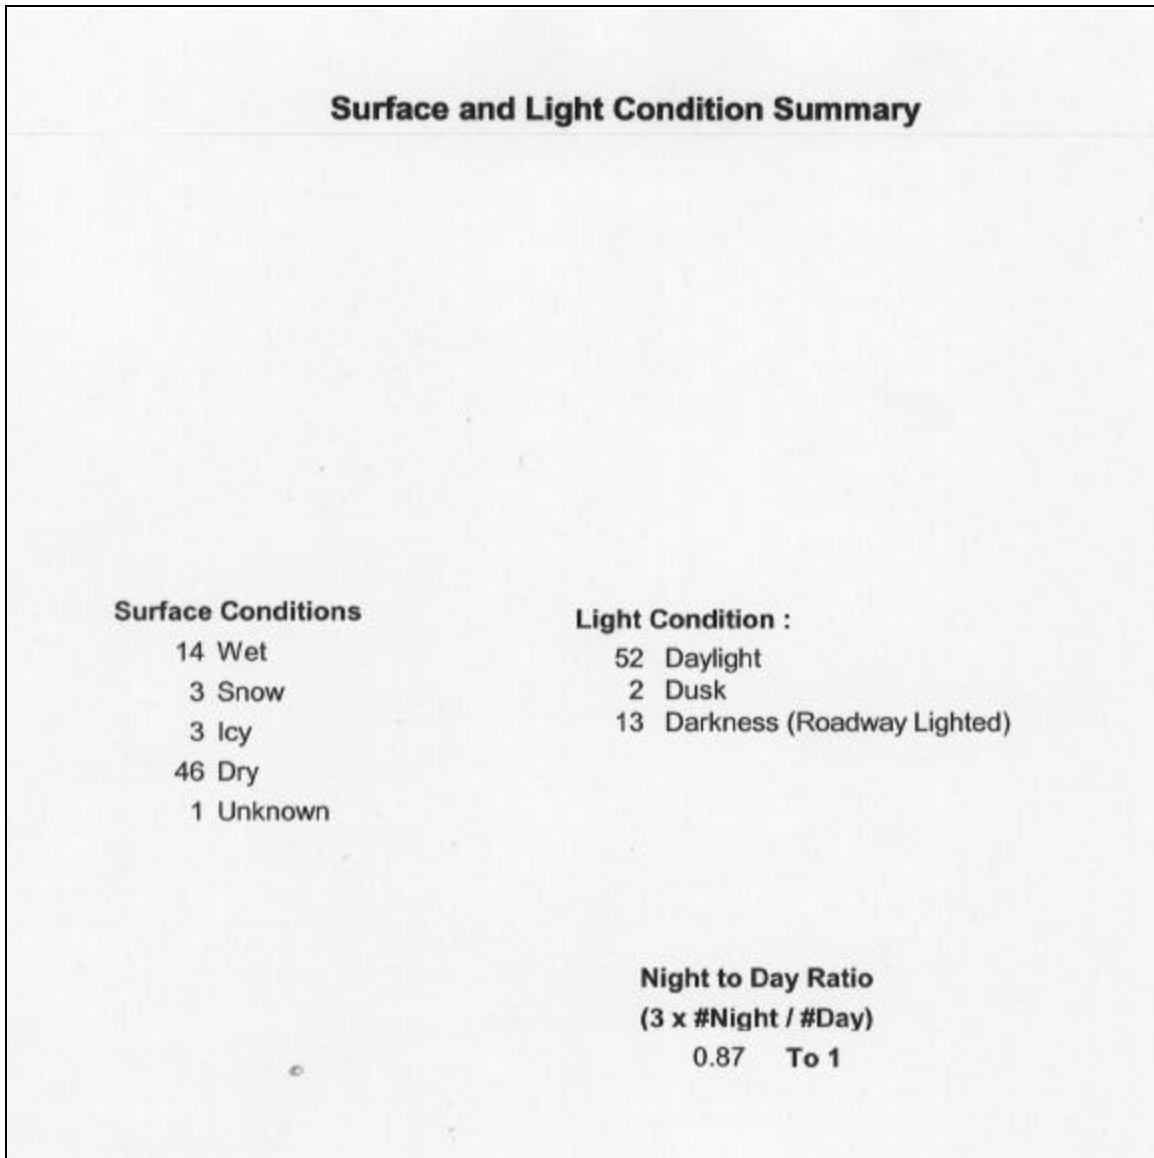 Surface and Light Condition Summary
Surface Conditions
14 Wet
3 Snow
3 Icy
46 Dry
1 Unknown
Light Condition :
52 Daylight
2 Dusk
13 Darkness (Roadway Lighted)
Night to Day Ratio
(3 x #Night / #Day)
0.87 To 1